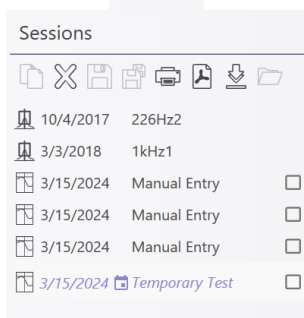 Sessions
10/4/2017 226Hz2
3/3/2018 1kHz1
3/15/2024 Manual Entry
3/15/2024 Manual Entry
3/15/2024 Manual Entry
3/15/2024 Temporary Test